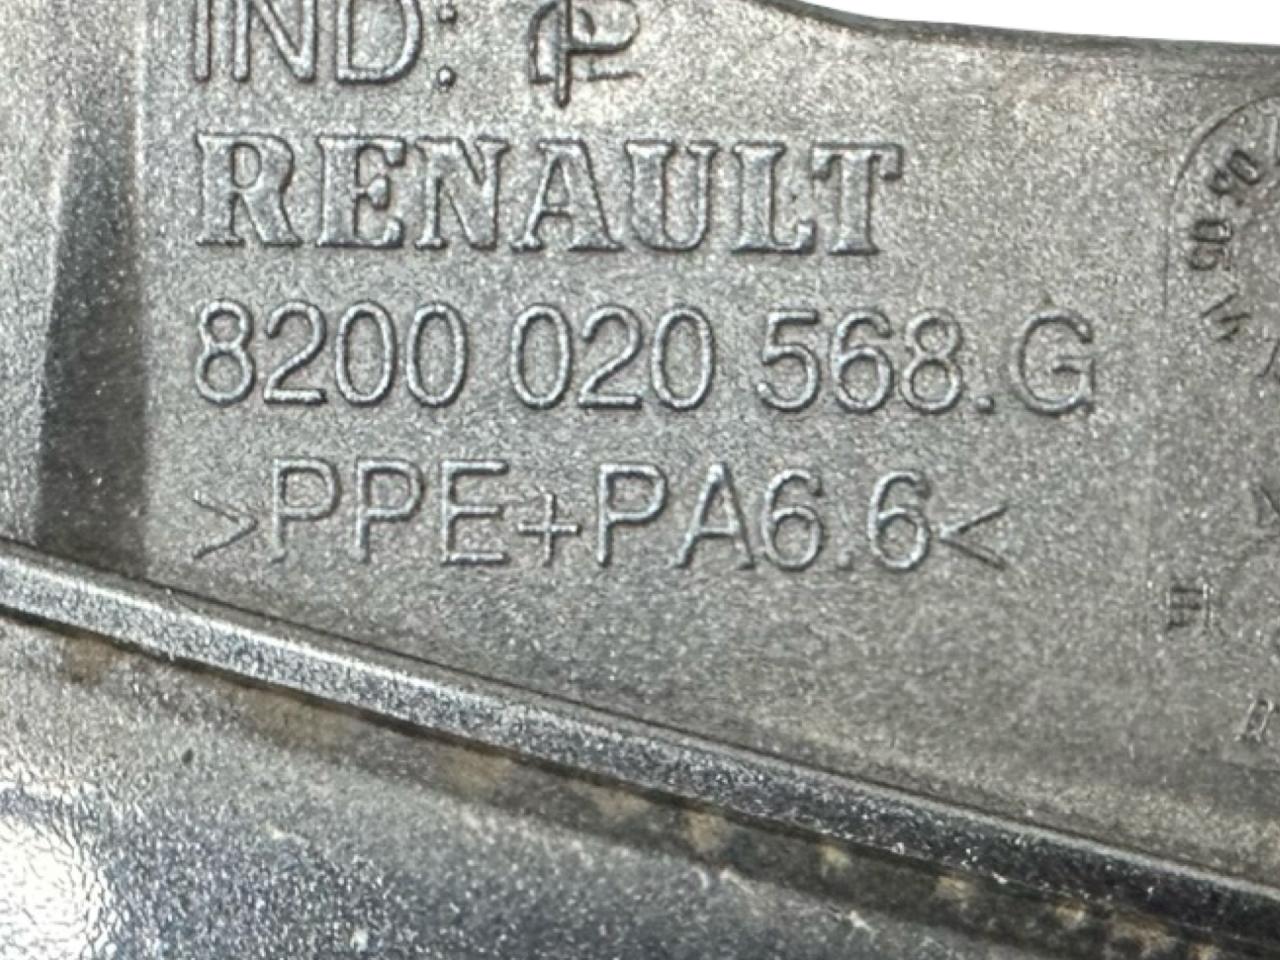 IND:
RENAULT
8200 020 568.G
>PPE+PA6.6<